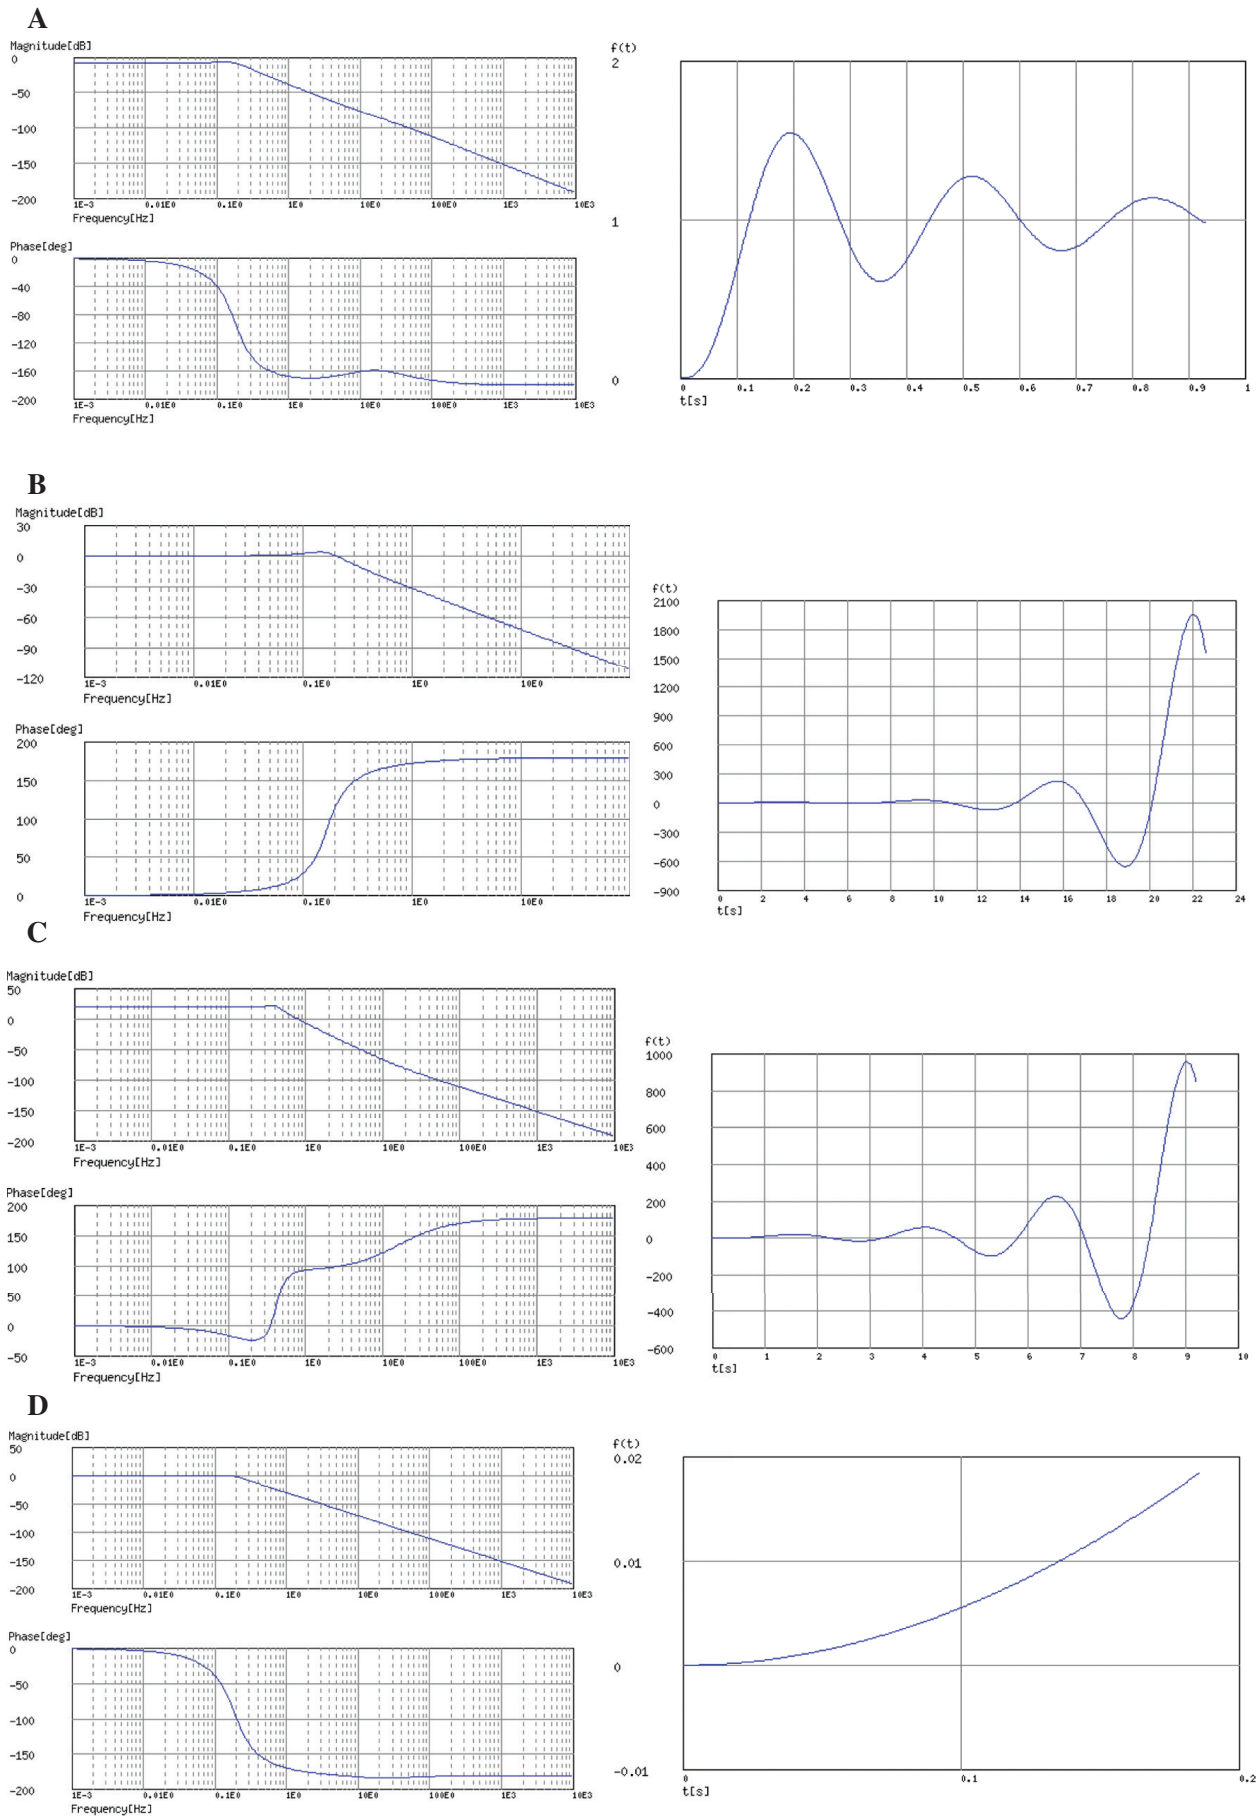 A
Magnitude[dB]
0
-50
-100
-150
-200
1E-3 0.01E0 0.1E0 1E0 10E0 100E0 1E3 10E3
Frequency[Hz]
Phase[deg]
0
-40
-80
-120
-160
-200
1E-3 0.01E0 0.1E0 1E0 10E0 100E0 1E3 10E3
Frequency[Hz]
f(t)
2
1
0
0 0.1 0.2 0.3 0.4 0.5 0.6 0.7 0.8 0.9 1
t[s]
B
Magnitude[dB]
30
0
-30
-60
-90
-120
1E-3 0.01E0 0.1E0 1E0 10E0
Frequency[Hz]
Phase[deg]
200
150
100
50
0
1E-3 0.01E0 0.1E0 1E0 10E0
Frequency[Hz]
f(t)
2100
1800
1500
1200
900
600
300
0
-300
-600
-900
0 2 4 6 8 10 12 14 16 18 20 22 24
t[s]
C
Magnitude[dB]
50
0
-50
-100
-150
-200
1E-3 0.01E0 0.1E0 1E0 10E0 100E0 1E3 10E3
Frequency[Hz]
Phase[deg]
200
150
100
50
0
-50
1E-3 0.01E0 0.1E0 1E0 10E0 100E0 1E3 10E3
Frequency[Hz]
f(t)
1000
800
600
400
200
0
-200
-400
-600
0 1 2 3 4 5 6 7 8 9 10
t[s]
D
Magnitude[dB]
50
0
-50
-100
-150
-200
1E-3 0.01E0 0.1E0 1E0 10E0 100E0 1E3 10E3
Frequency[Hz]
Phase[deg]
0
-50
-100
-150
-200
1E-3 0.01E0 0.1E0 1E0 10E0 100E0 1E3 10E3
Frequency[Hz]
f(t)
0.02
0.01
0
-0.01
0 0.1 0.2
t[s]